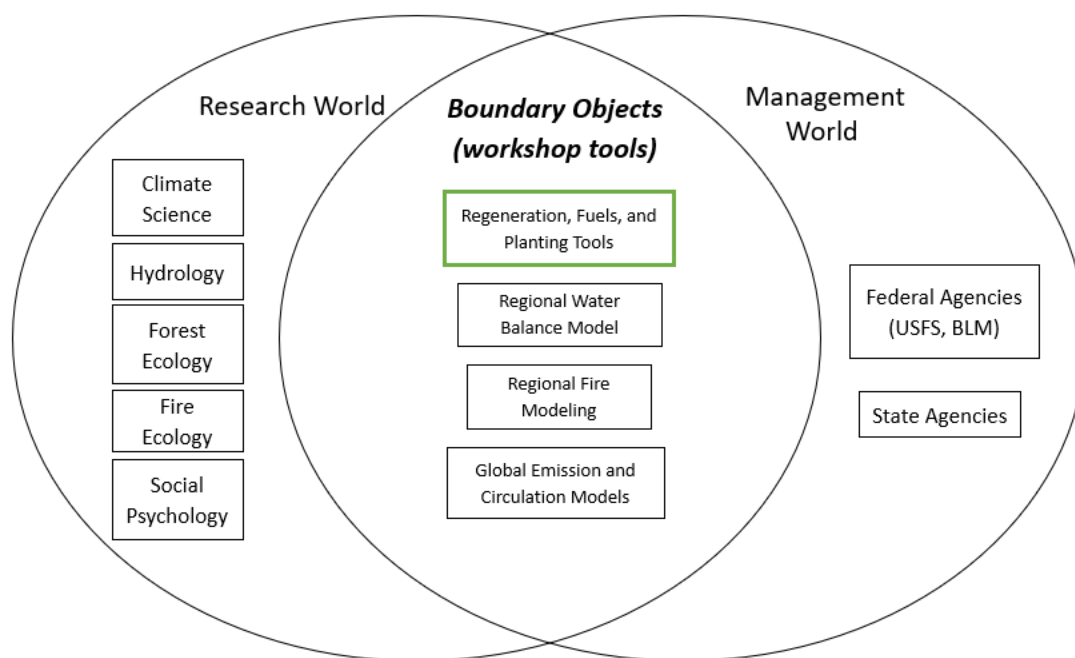 Research World
Climate
Science
Hydrology
Forest
Ecology
Fire
Ecology
Social
Psychology
Boundary Objects
(workshop tools)
Regeneration, Fuels, and
Planting Tools
Regional Water
Balance Model
Regional Fire
Modeling
Global Emission and
Circulation Models
Management
World
Federal Agencies
(USFS, BLM)
State Agencies